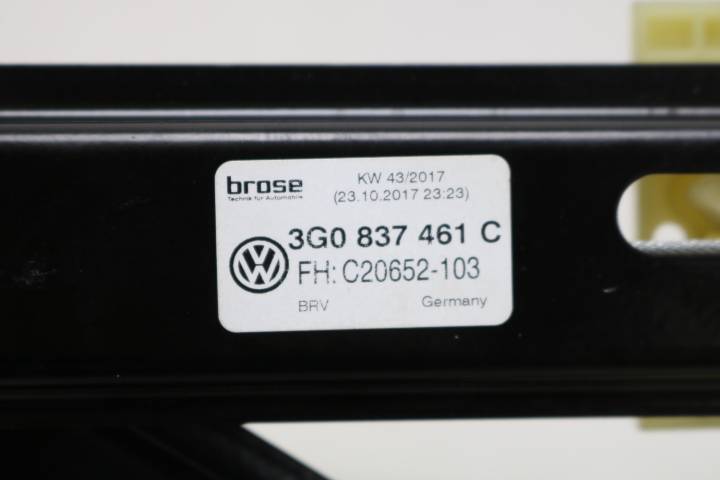 brose
Technik für Automobile
KW 43/2017
(23.10.2017 23:23)
3G0 837 461 C
FH: C20652-103
BRV
Germany